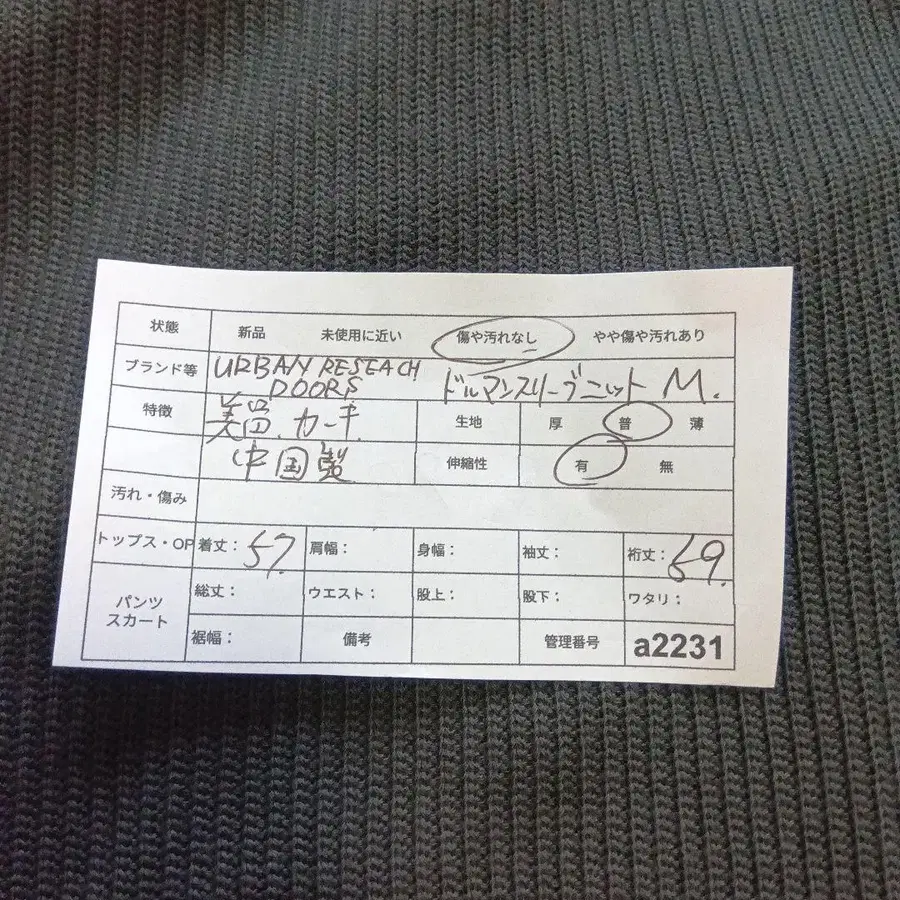 状態 新品 未使用に近い 傷や汚れなし やや傷や汚れあり
ブランド等 URBAN RESEACH DOORS ドルマンスリーブニット M.
特徴 美品、カーキ 生地 厚 普 薄
中国製 伸縮性 有 無
汚れ・傷み
トップス・OP 着丈: 57. 肩幅: 身幅: 袖丈: 裄丈: 69.
パンツ スカート 総丈: ウエスト: 股上: 股下: ワタリ:
裾幅: 備考 管理番号 a2231